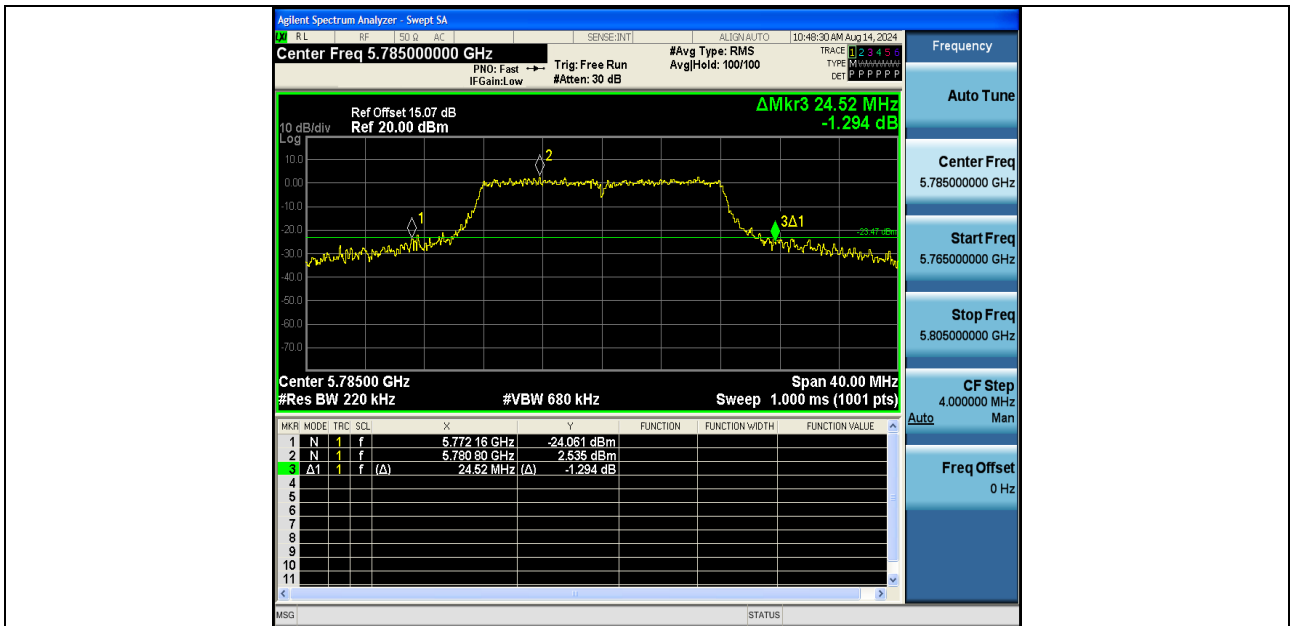 Agilent Spectrum Analyzer - Swept SA
LXI RL RF 50 Ω AC SENSE:INT ALIGN AUTO 10:48:30 AM Aug 14, 2024
Center Freq 5.785000000 GHz
PNO: Fast
IFGain:Low
Trig: Free Run
#Atten: 30 dB
#Avg Type: RMS
Avg|Hold: 100/100
TRACE 1 2 3 4 5 6
TYPE M
DET P P P P P P
Ref Offset 15.07 dB
10 dB/div Ref 20.00 dBm
Log
ΔMkr3 24.52 MHz
-1.294 dB
10.0
0.00
-10.0
-20.0
-30.0
-40.0
-50.0
-60.0
-70.0
1
2
3Δ1
-23.47 dBm
Center 5.78500 GHz Span 40.00 MHz
#Res BW 220 kHz #VBW 680 kHz Sweep 1.000 ms (1001 pts)
MKR MODE TRC SCL X Y FUNCTION FUNCTION WIDTH FUNCTION VALUE
1 N 1 f 5.772 16 GHz -24.061 dBm
2 N 1 f 5.780 80 GHz 2.535 dBm
3 Δ1 1 f (Δ) 24.52 MHz (Δ) -1.294 dB
4
5
6
7
8
9
10
11
MSG STATUS
Frequency
Auto Tune
Center Freq
5.785000000 GHz
Start Freq
5.765000000 GHz
Stop Freq
5.805000000 GHz
CF Step
4.000000 MHz
Auto Man
Freq Offset
0 Hz